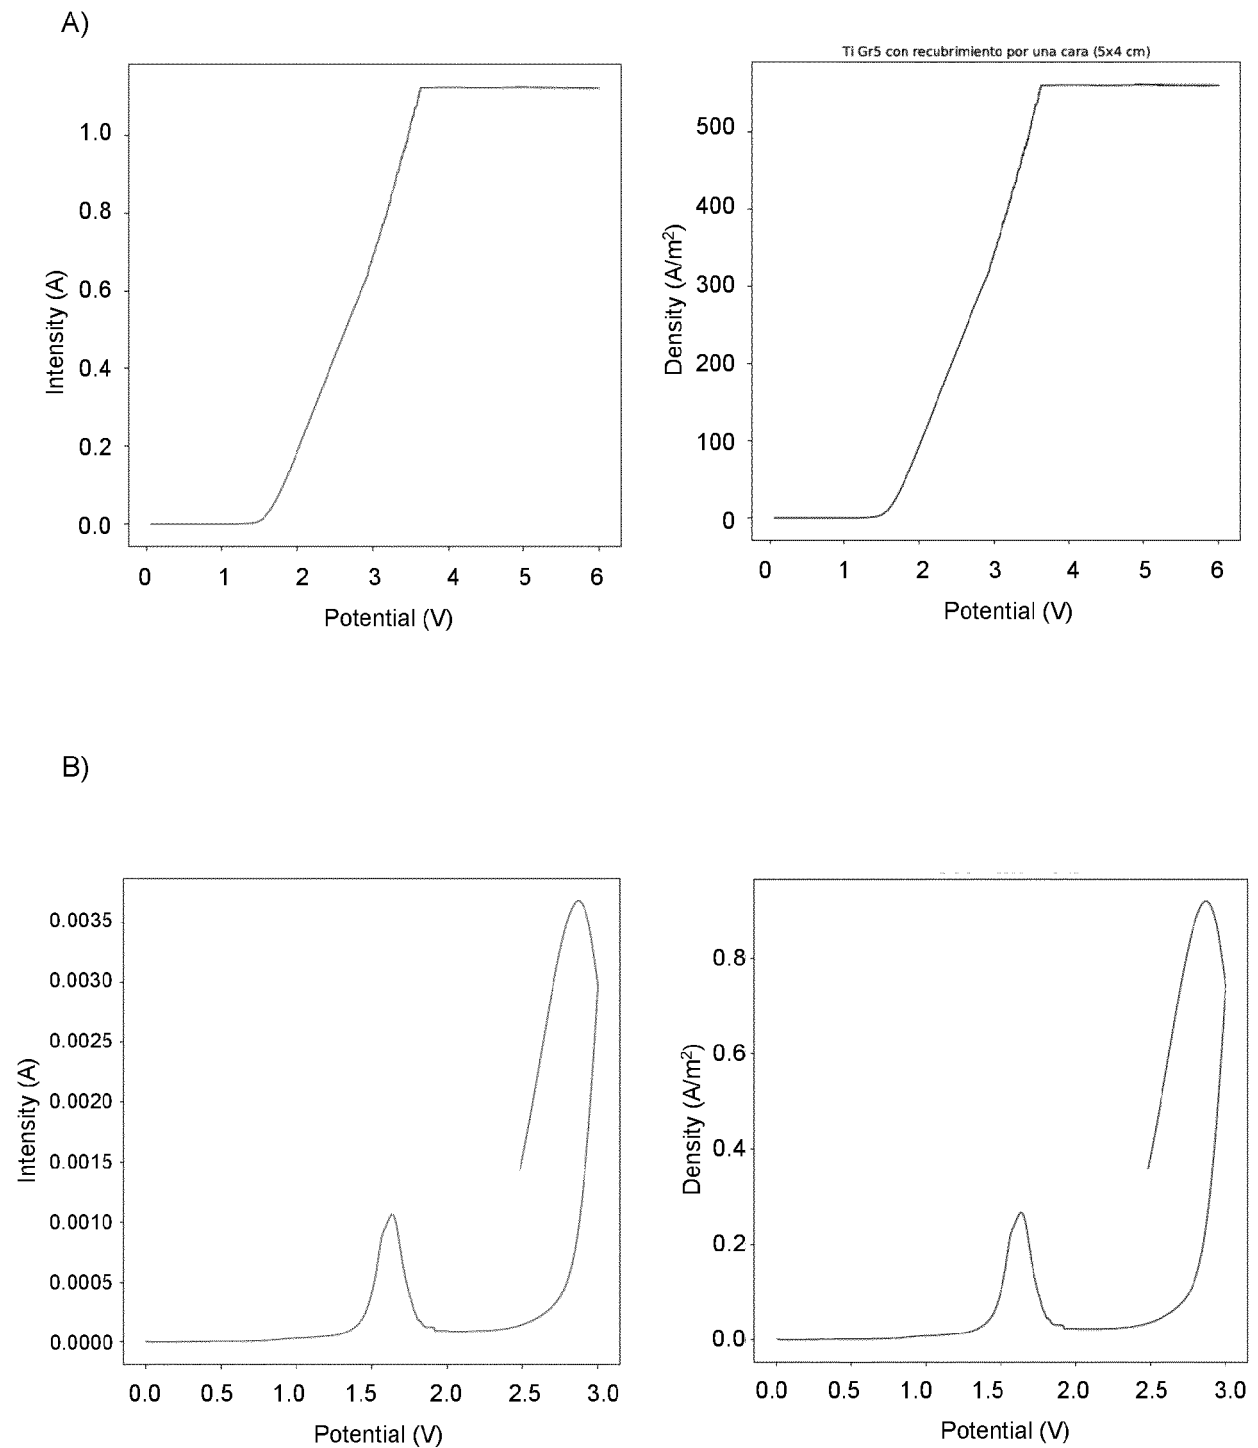 A)
Ti Gr5 con recubrimiento por una cara (5x4 cm)
Intensity (A)
1.0
0.8
0.6
0.4
0.2
0.0
0 1 2 3 4 5 6
Potential (V)
Density (A/m²)
500
400
300
200
100
0
0 1 2 3 4 5 6
Potential (V)
B)
Intensity (A)
0.0035
0.0030
0.0025
0.0020
0.0015
0.0010
0.0005
0.0000
0.0 0.5 1.0 1.5 2.0 2.5 3.0
Potential (V)
Density (A/m²)
0.8
0.6
0.4
0.2
0.0
0.0 0.5 1.0 1.5 2.0 2.5 3.0
Potential (V)